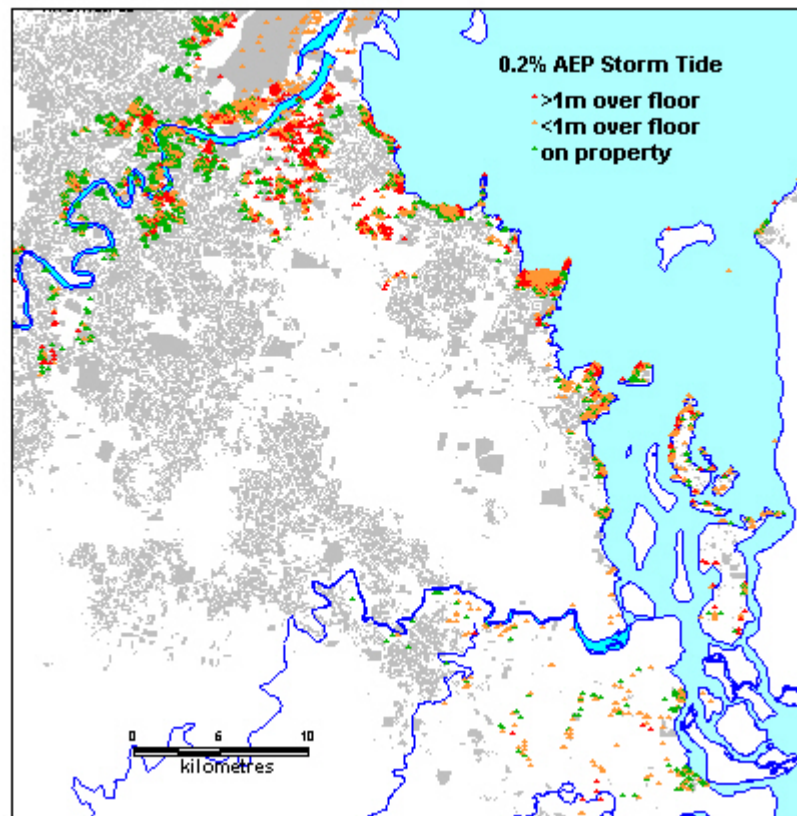 0.2% AEP Storm Tide
>1m over floor
<1m over floor
on property
0 6 10
kilometres